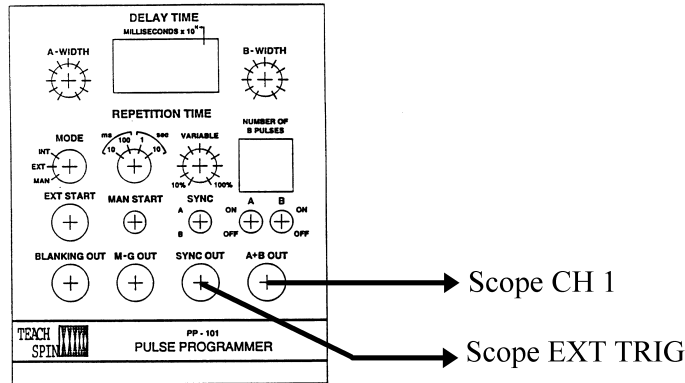 DELAY TIME
MILLISECONDS x 10ᴺ
A-WIDTH
B-WIDTH
REPETITION TIME
NUMBER OF
B PULSES
MODE
ms
100
1
sec
VARIABLE
INT
EXT
MAN
10
10
10%
100%
EXT START
MAN START
SYNC
A
B
A
B
ON
OFF
ON
OFF
BLANKING OUT
M-G OUT
SYNC OUT
A+B OUT
Scope CH 1
Scope EXT TRIG
TEACH
SPIN
PP - 101
PULSE PROGRAMMER